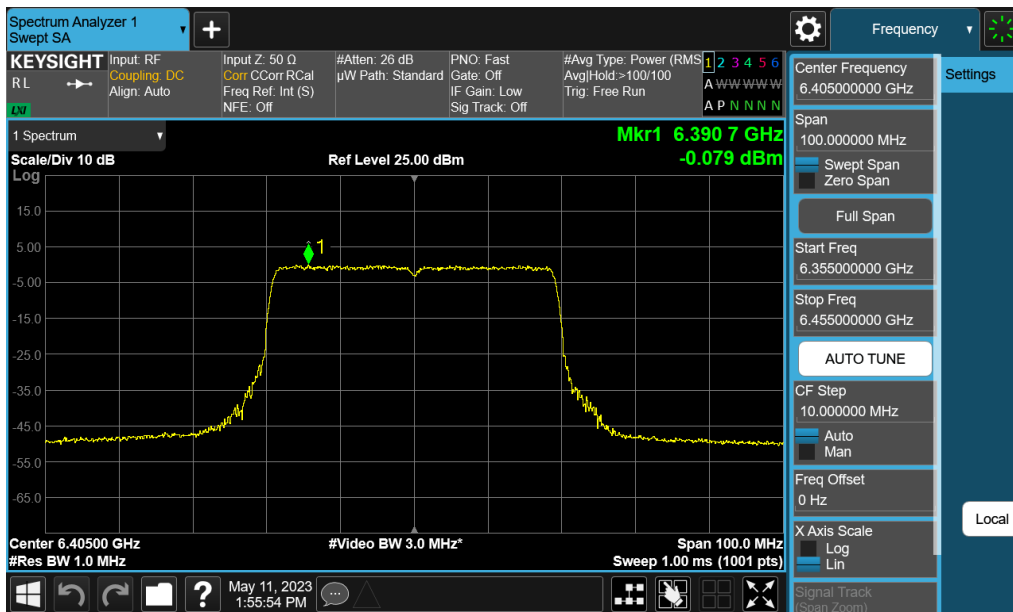 Spectrum Analyzer 1
Swept SA
Frequency
KEYSIGHT
RL
LXI
Input: RF
Coupling: DC
Align: Auto
Input Z: 50 Ω
Corr CCorr RCal
Freq Ref: Int (S)
NFE: Off
#Atten: 26 dB
µW Path: Standard
PNO: Fast
Gate: Off
IF Gain: Low
Sig Track: Off
#Avg Type: Power (RMS
Avg|Hold:>100/100
Trig: Free Run
1 2 3 4 5 6
A W W W W W
A P N N N N
1 Spectrum
Mkr1 6.390 7 GHz
-0.079 dBm
Scale/Div 10 dB
Ref Level 25.00 dBm
Log
15.0
5.00
-5.00
-15.0
-25.0
-35.0
-45.0
-55.0
-65.0
1
Center 6.40500 GHz
#Video BW 3.0 MHz*
Span 100.0 MHz
#Res BW 1.0 MHz
Sweep 1.00 ms (1001 pts)
Center Frequency
6.405000000 GHz
Span
100.000000 MHz
Swept Span
Zero Span
Full Span
Start Freq
6.355000000 GHz
Stop Freq
6.455000000 GHz
AUTO TUNE
CF Step
10.000000 MHz
Auto
Man
Freq Offset
0 Hz
X Axis Scale
Log
Lin
Signal Track
(Span Zoom)
Settings
Local
?
May 11, 2023
1:55:54 PM